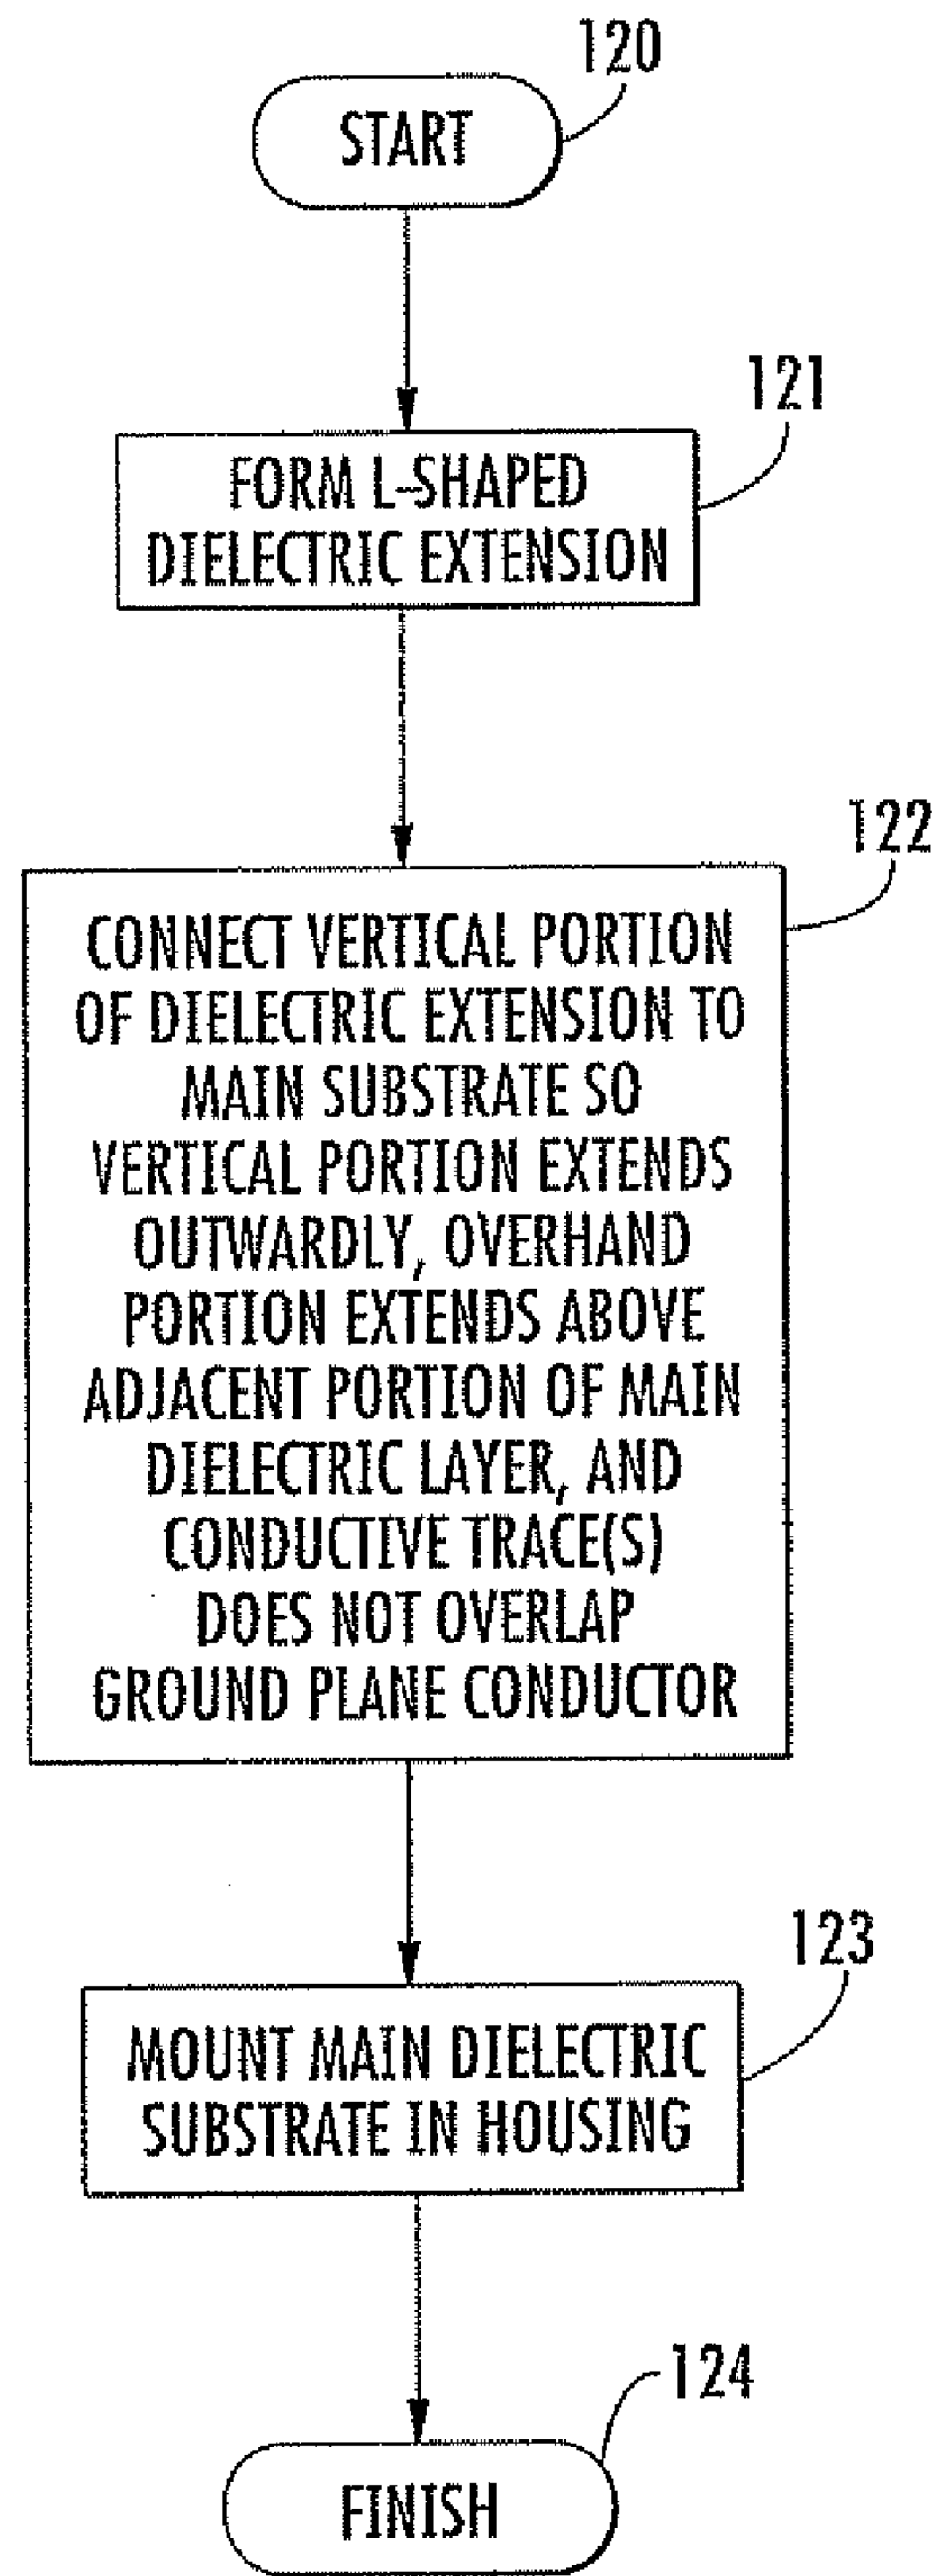 120
START
121
FORM L-SHAPED
DIELECTRIC EXTENSION
122
CONNECT VERTICAL PORTION
OF DIELECTRIC EXTENSION TO
MAIN SUBSTRATE SO
VERTICAL PORTION EXTENDS
OUTWARDLY, OVERHAND
PORTION EXTENDS ABOVE
ADJACENT PORTION OF MAIN
DIELECTRIC LAYER, AND
CONDUCTIVE TRACE(S)
DOES NOT OVERLAP
GROUND PLANE CONDUCTOR
123
MOUNT MAIN DIELECTRIC
SUBSTRATE IN HOUSING
124
FINISH